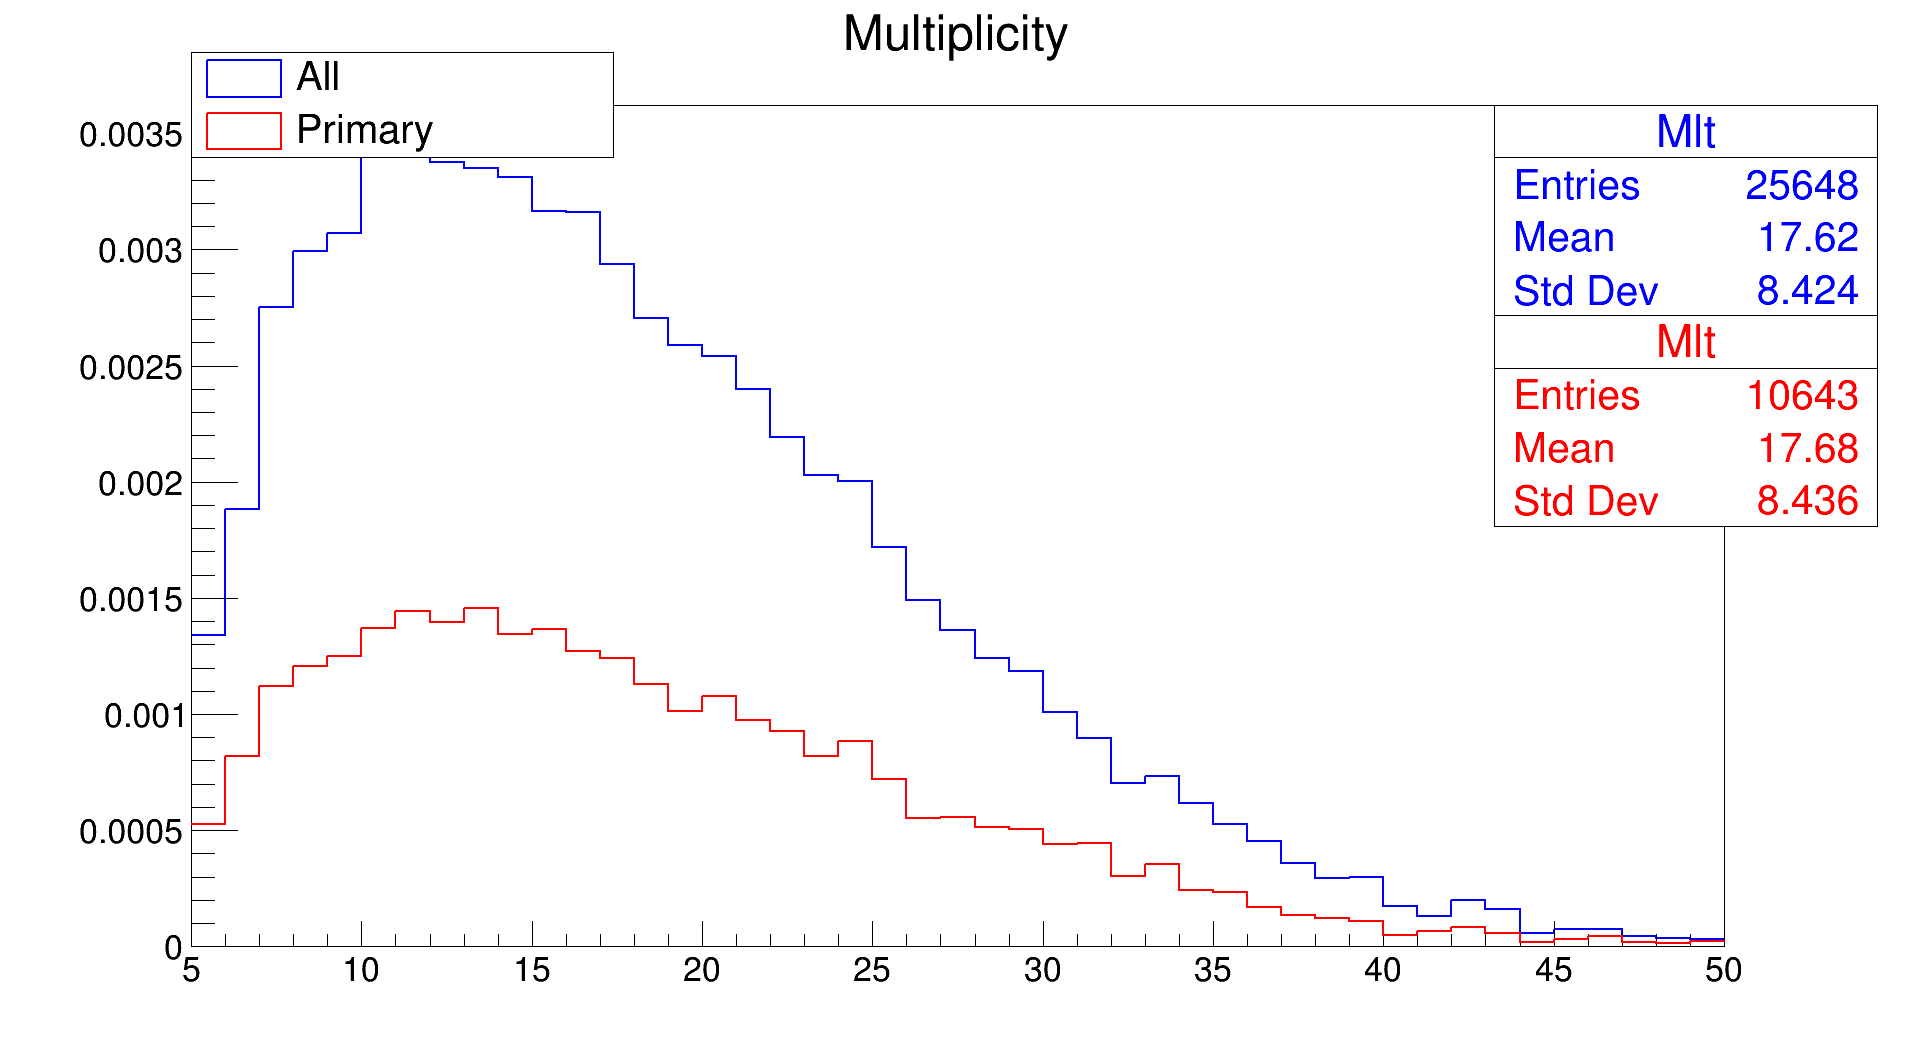 Multiplicity
All
Primary
Mlt
Entries 25648
Mean 17.62
Std Dev 8.424
Mlt
Entries 10643
Mean 17.68
Std Dev 8.436
0.0035
0.003
0.0025
0.002
0.0015
0.001
0.0005
0
5 10 15 20 25 30 35 40 45 50